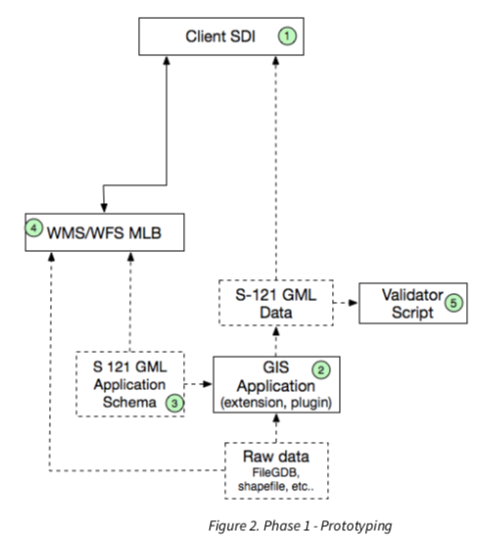 Client SDI 1
4 WMS/WFS MLB
S-121 GML
Data
Validator
Script 5
S 121 GML
Application
Schema 3
GIS 2
Application
(extension, plugin)
Raw data
FileGDB,
shapefile, etc..
Figure 2. Phase 1 - Prototyping